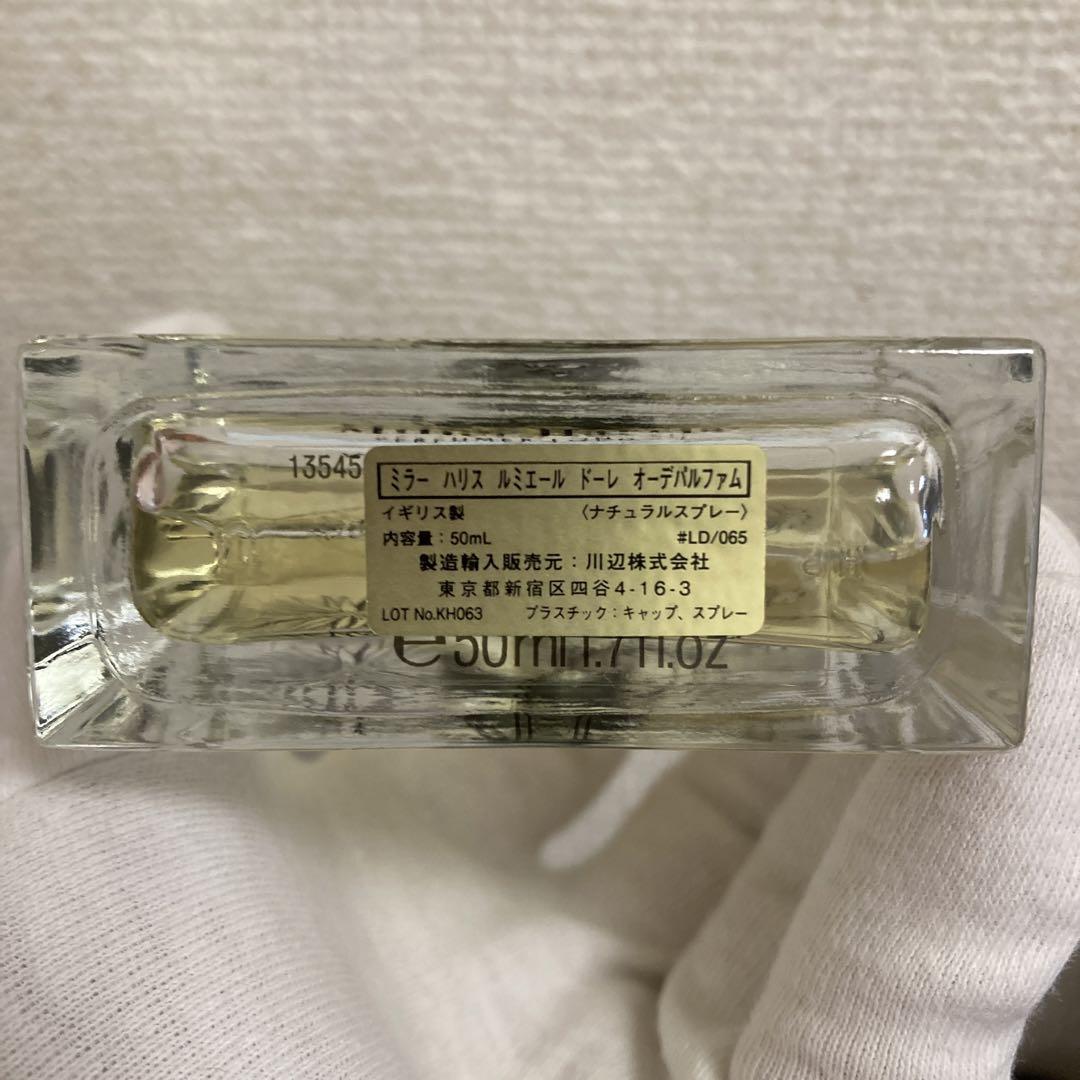 PERFUMER LONDON
13545
ミラー ハリス ルミエール ドーレ オーデパルファム
イギリス製 〈ナチュラルスプレー〉
内容量：50mL #LD/065
製造輸入販売元：川辺株式会社
東京都新宿区四谷4-16-3
LOT No.KH063 プラスチック：キャップ、スプレー
e50ml1.7fl.oz